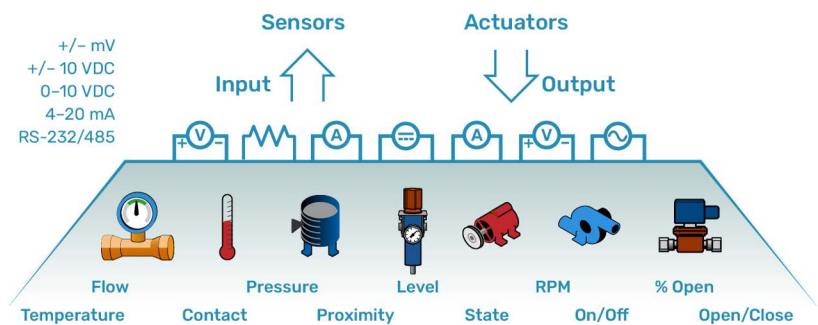 Sensors
Actuators
+/– mV
+/– 10 VDC
0–10 VDC
4–20 mA
RS-232/485
Input
Output
+ V –
A
A
+ V –
Flow
Pressure
Level
RPM
% Open
Temperature
Contact
Proximity
State
On/Off
Open/Close